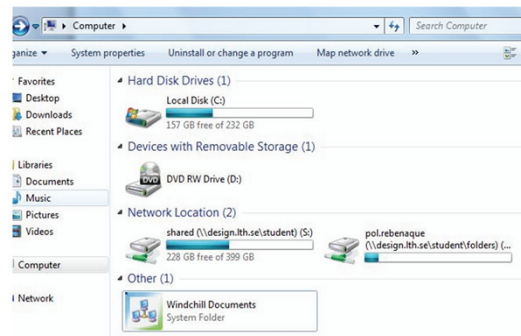 Computer
Search Computer
ganize
System properties
Uninstall or change a program
Map network drive
»
Favorites
Desktop
Downloads
Recent Places
Libraries
Documents
Music
Pictures
Videos
Computer
Network
Hard Disk Drives (1)
Local Disk (C:)
157 GB free of 232 GB
Devices with Removable Storage (1)
DVD
DVD RW Drive (D:)
Network Location (2)
shared (\\design.lth.se\student) (S:)
228 GB free of 399 GB
pol.rebenaque
(\\design.lth.se\student\folders) (...
Other (1)
Windchill Documents
System Folder